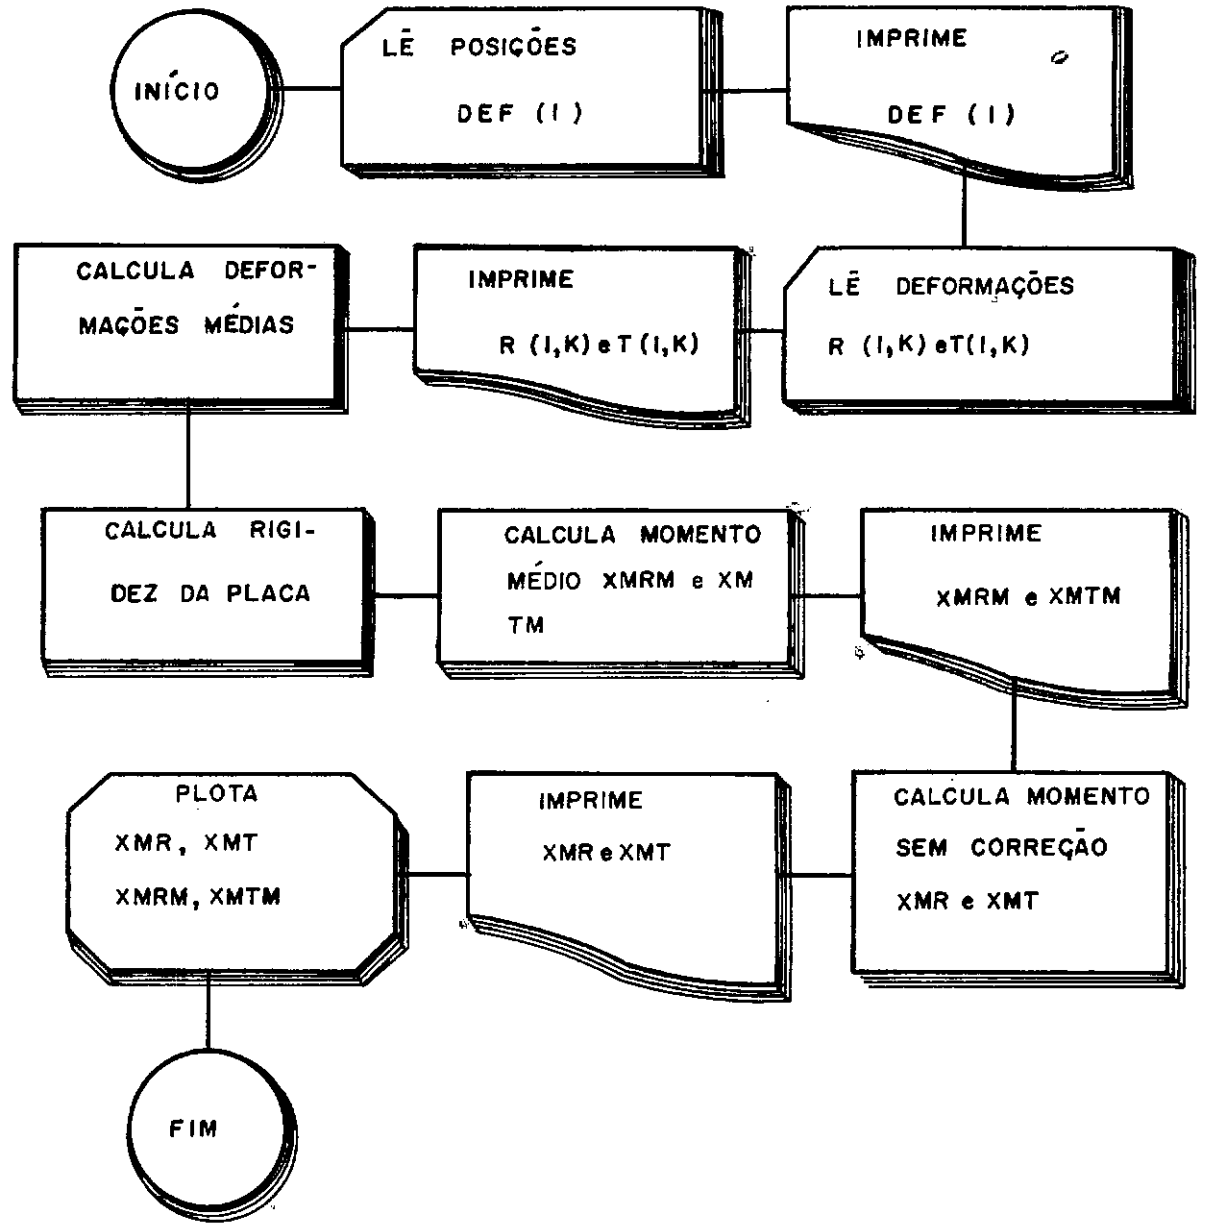 INÍCIO
LÊ POSIÇÕES
DEF (I)
IMPRIME
DEF (I)
LÊ DEFORMAÇÕES
R (I,K) e T(I,K)
IMPRIME
R (I,K) e T (I,K)
CALCULA DEFOR-
MAÇÕES MÉDIAS
CALCULA RIGI-
DEZ DA PLACA
CALCULA MOMENTO
MÉDIO XMRM e XM
TM
IMPRIME
XMRM e XMTM
CALCULA MOMENTO
SEM CORREÇÃO
XMR e XMT
IMPRIME
XMR e XMT
PLOTA
XMR, XMT
XMRM, XMTM
FIM